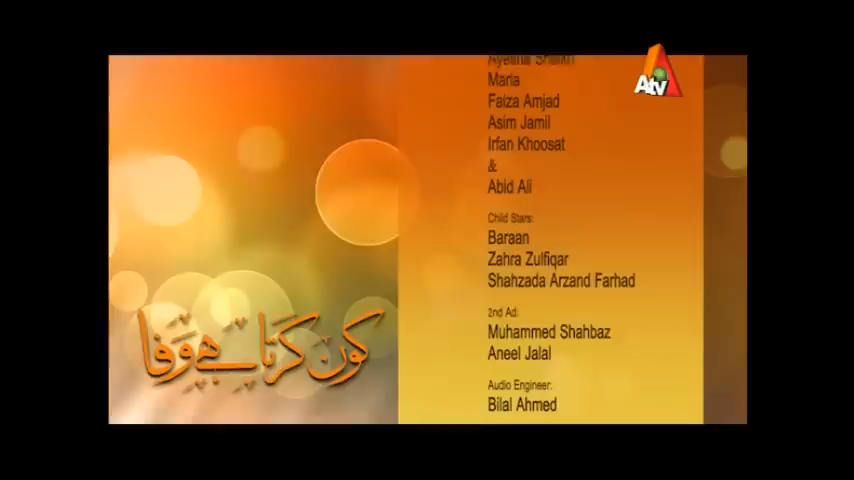 Maria
Faiza Amjad
Asim Jamil
Irfan Khoosat
&
Abid Ali
Child Stars:
Baraan
Zahra Zulfiqar
Shahzada Arzand Farhad
2nd Ad:
Muhammed Shahbaz
Aneel Jalal
Audio Engineer:
Bilal Ahmed
کون کرتا ہے وفا
Atv